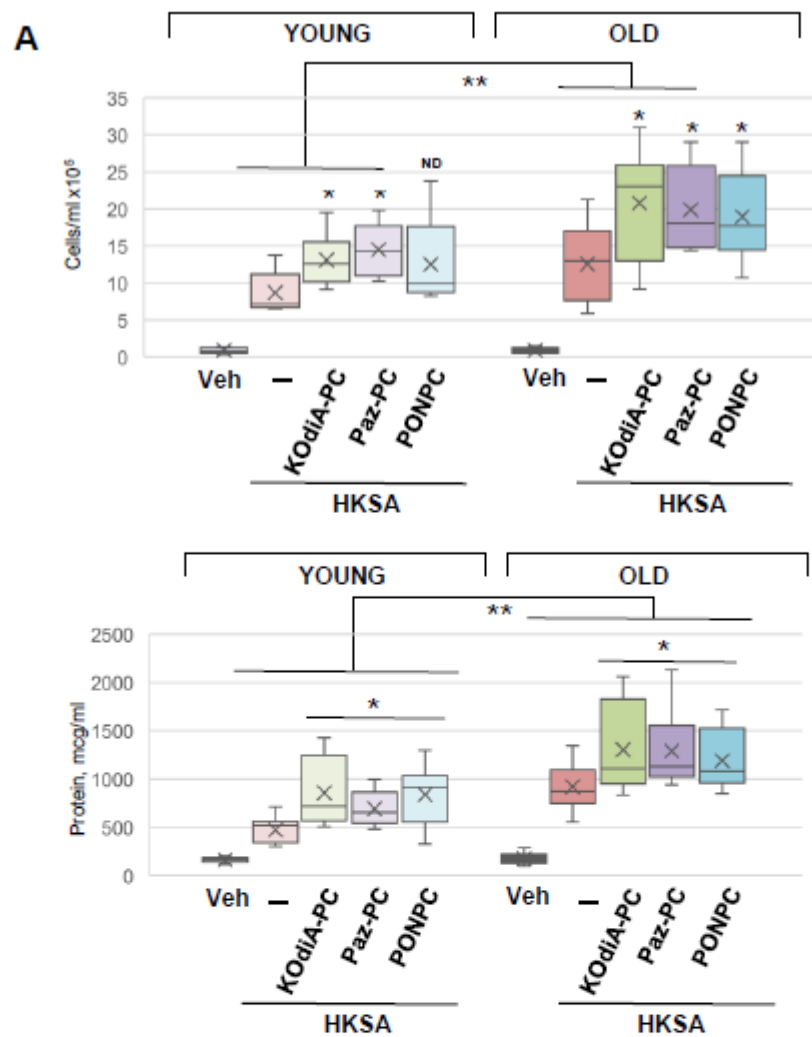 A
YOUNG OLD
**
35
30
25
20
15
10
5
0
Cells/ml x10⁵
* * ND * * *
Veh – KOdiA-PC Paz-PC PONPC Veh – KOdiA-PC Paz-PC PONPC
HKSA HKSA
YOUNG OLD
**
2500
2000
1500
1000
500
0
Protein, mcg/ml
* *
Veh – KOdiA-PC Paz-PC PONPC Veh – KOdiA-PC Paz-PC PONPC
HKSA HKSA